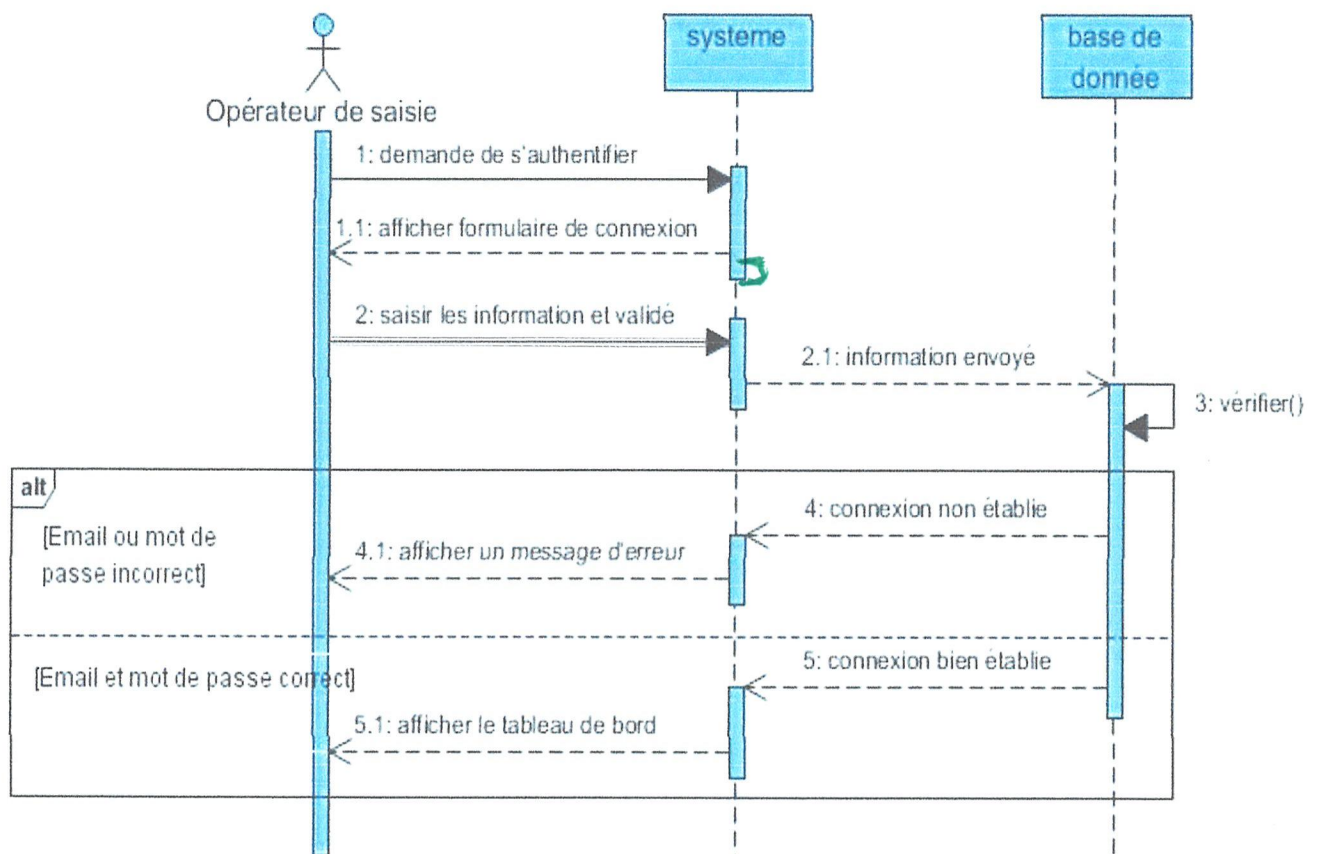 systeme
base de
donnée
Opérateur de saisie
1: demande de s'authentifier
1.1: afficher formulaire de connexion
2: saisir les information et validé
2.1: information envoyé
3: vérifier()
alt
[Email ou mot de
passe incorrect]
4: connexion non établie
4.1: afficher un message d'erreur
[Email et mot de passe correct]
5: connexion bien établie
5.1: afficher le tableau de bord